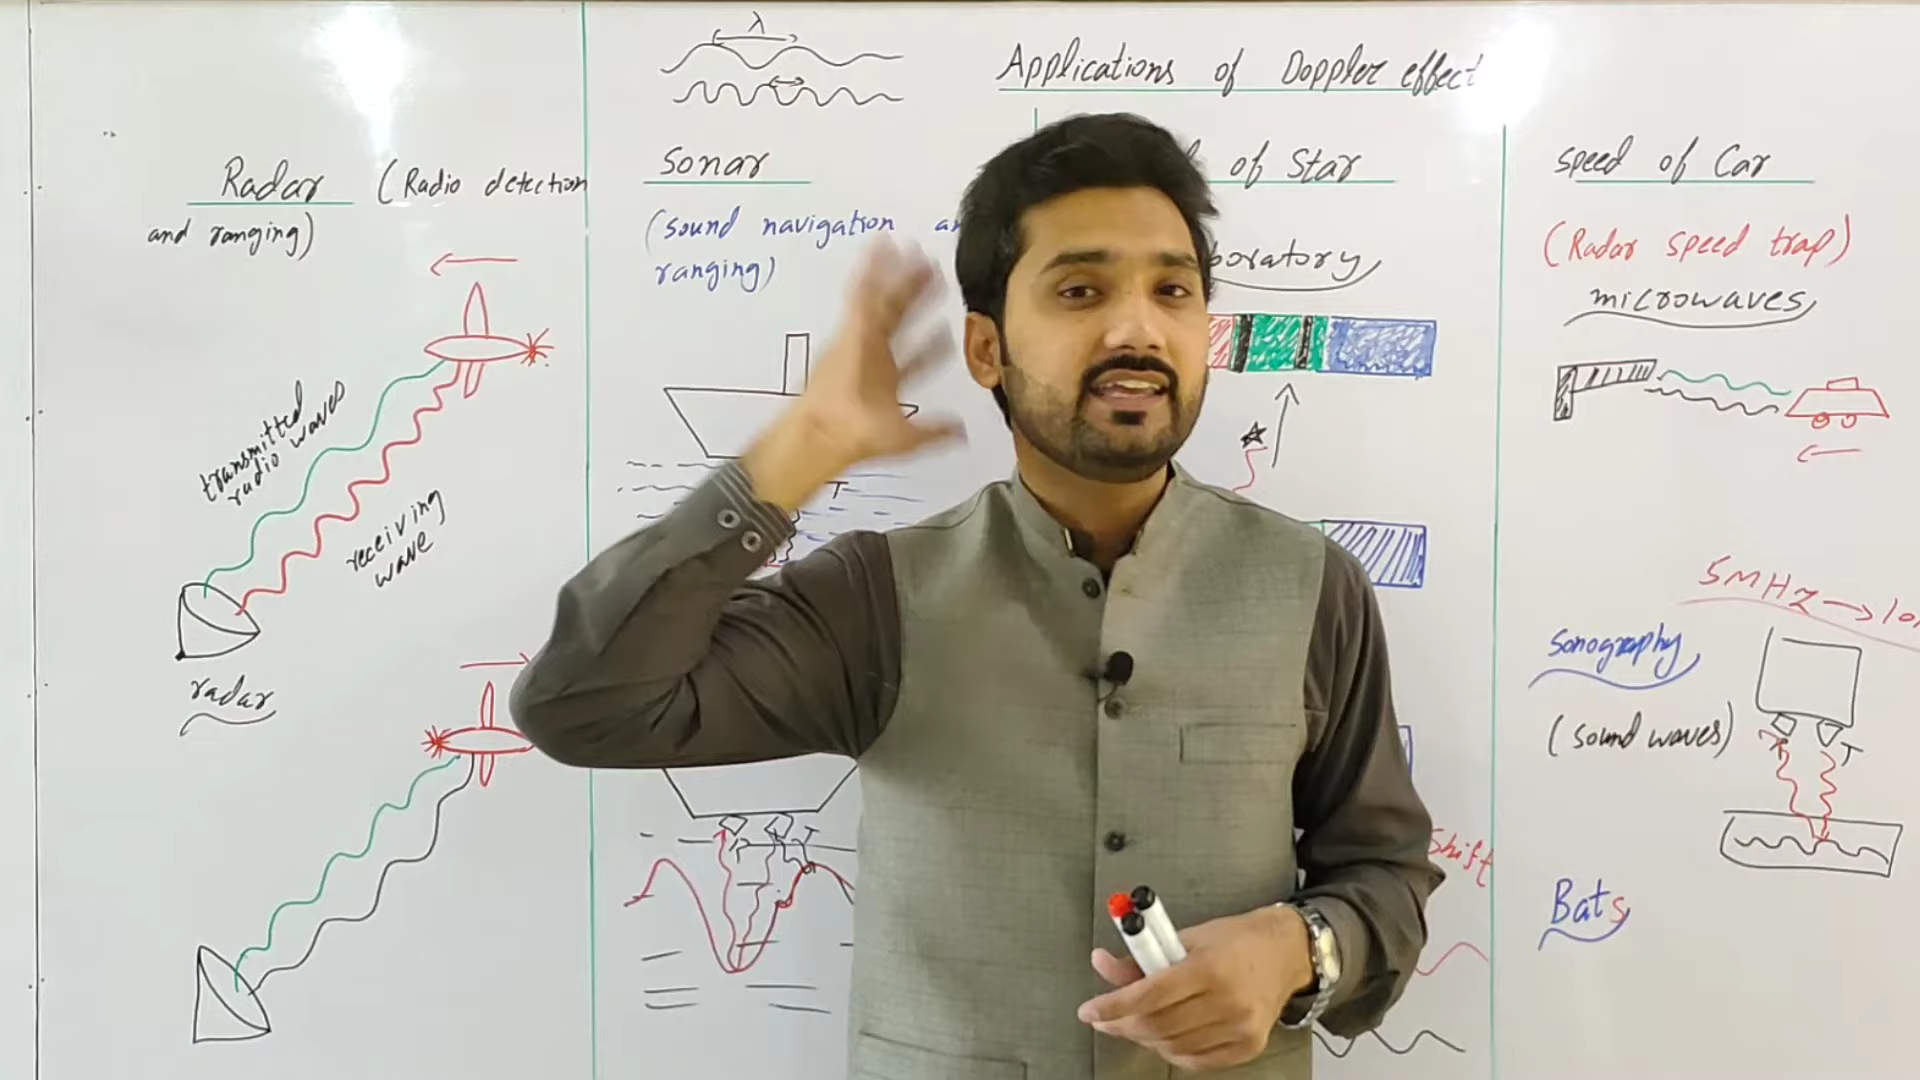 λ
Applications of Doppler effect
Radar (Radio detection
and ranging)
transmitted
radio waves
receiving
wave
radar
Sonar
(sound navigation
ranging)
T
T
of Star
speed of Car
(Radar speed trap)
microwaves
5MHz →
Sonography
(sound waves)
T
shift
Bats